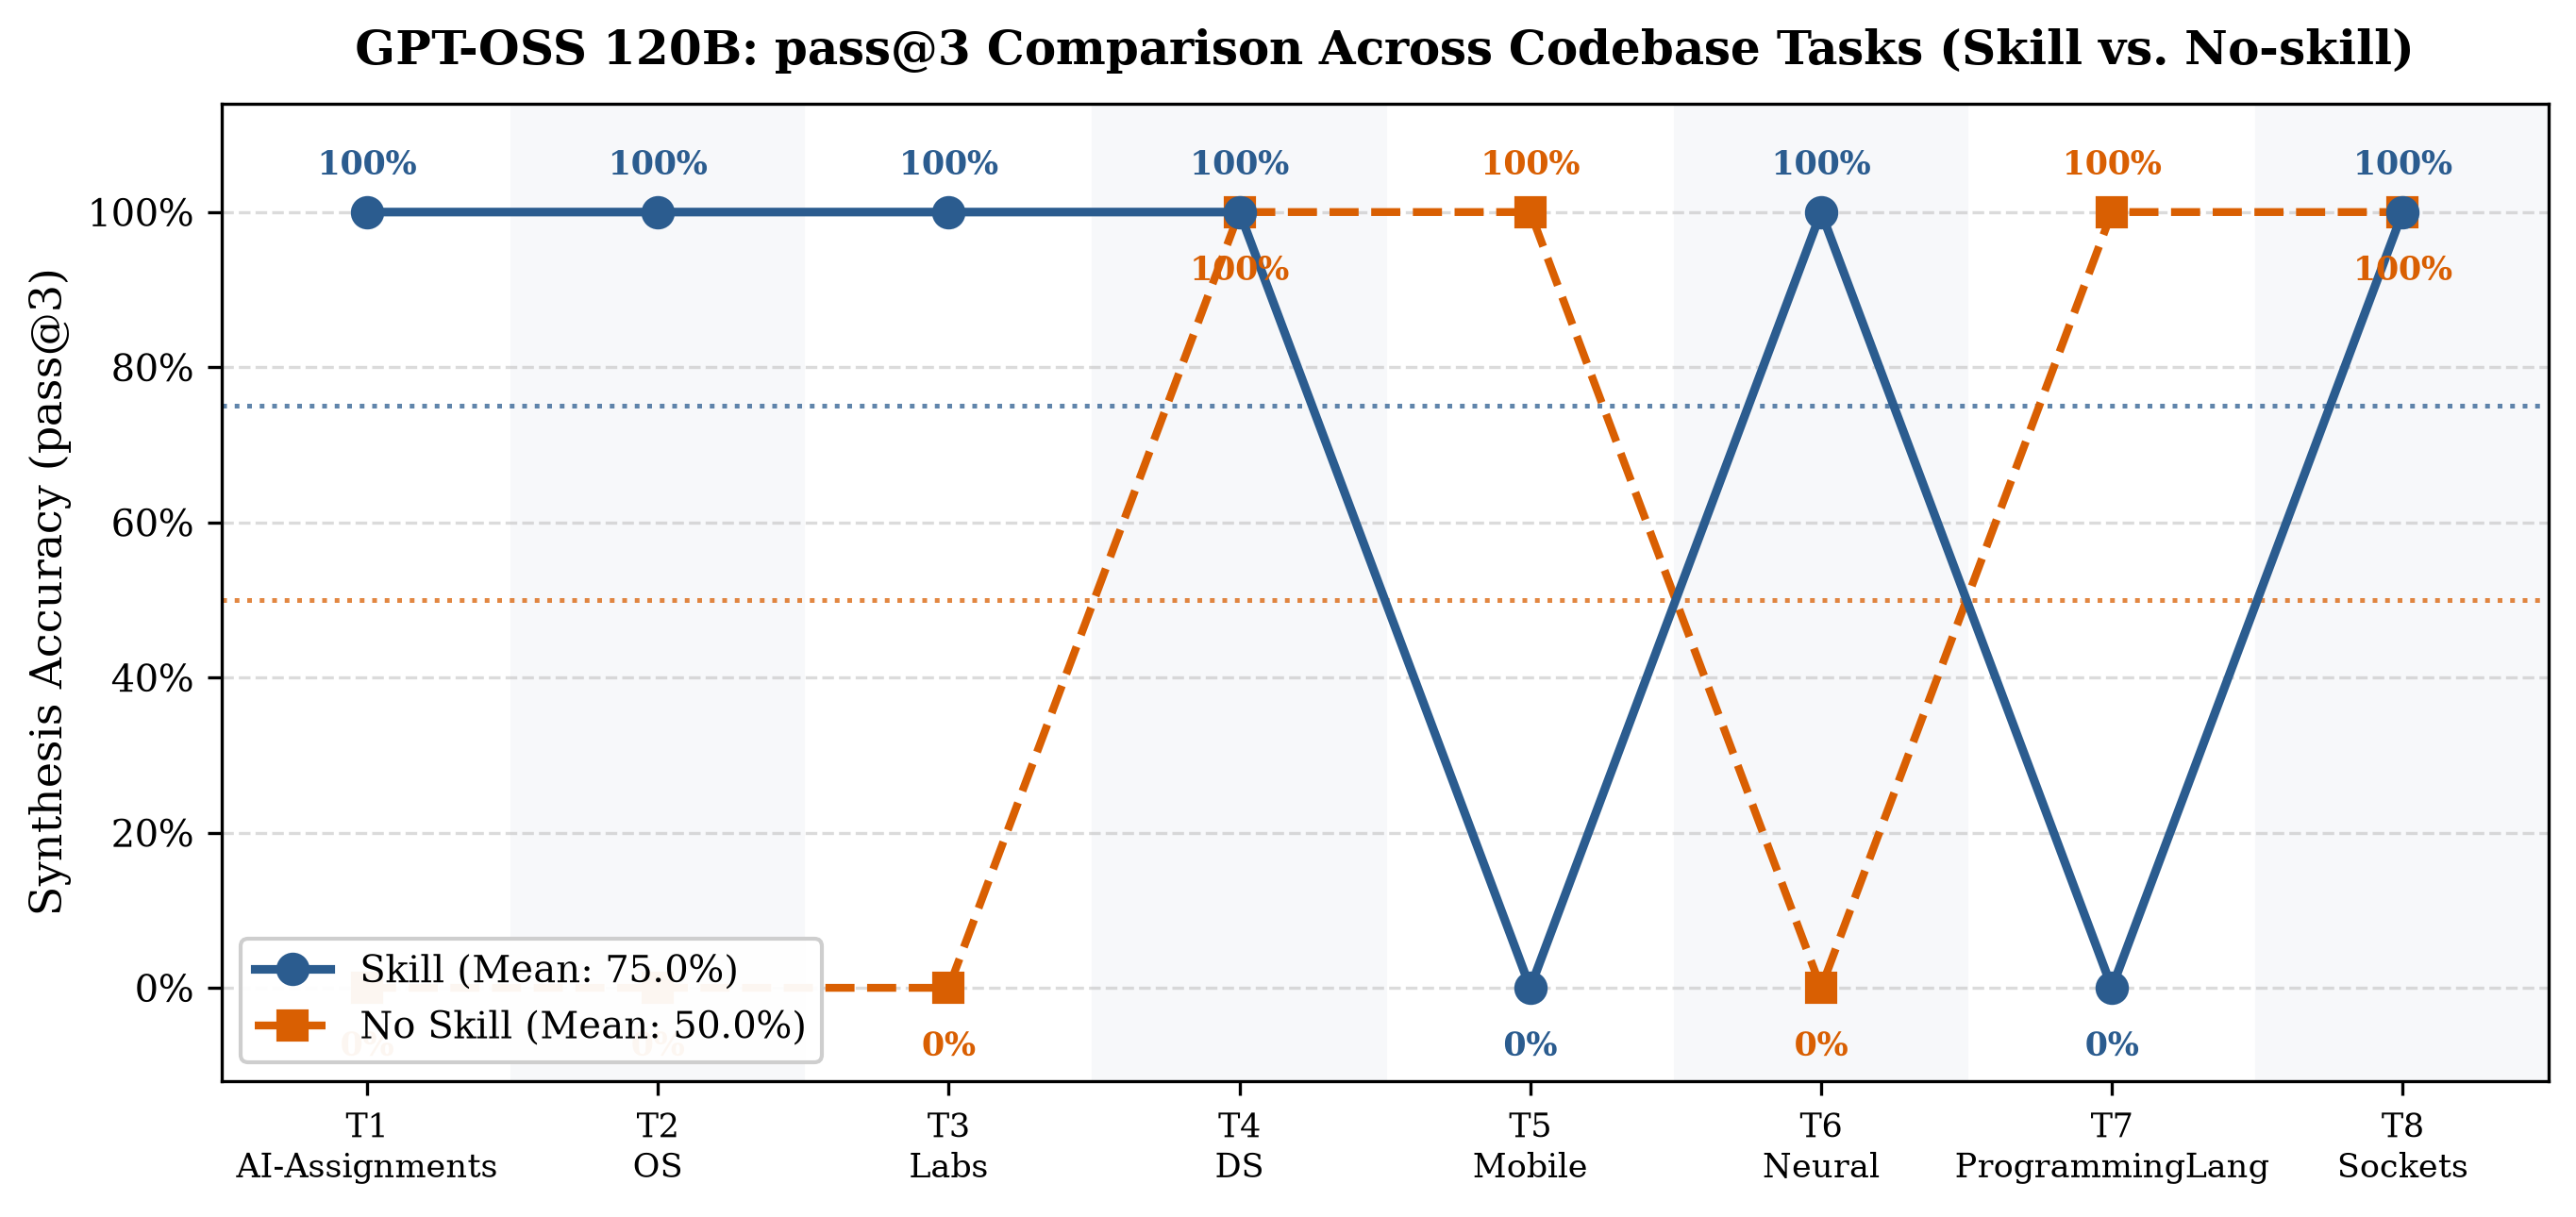 GPT-OSS 120B: pass@3 Comparison Across Codebase Tasks (Skill vs. No-skill)
Synthesis Accuracy (pass@3)
100%
80%
60%
40%
20%
0%
100% 100% 100% 100% 100% 100% 100% 100%
100% 100%
0% 0% 0% 0% 0% 0%
Skill (Mean: 75.0%)
No Skill (Mean: 50.0%)
T1 T2 T3 T4 T5 T6 T7 T8
AI-Assignments OS Labs DS Mobile Neural ProgrammingLang Sockets